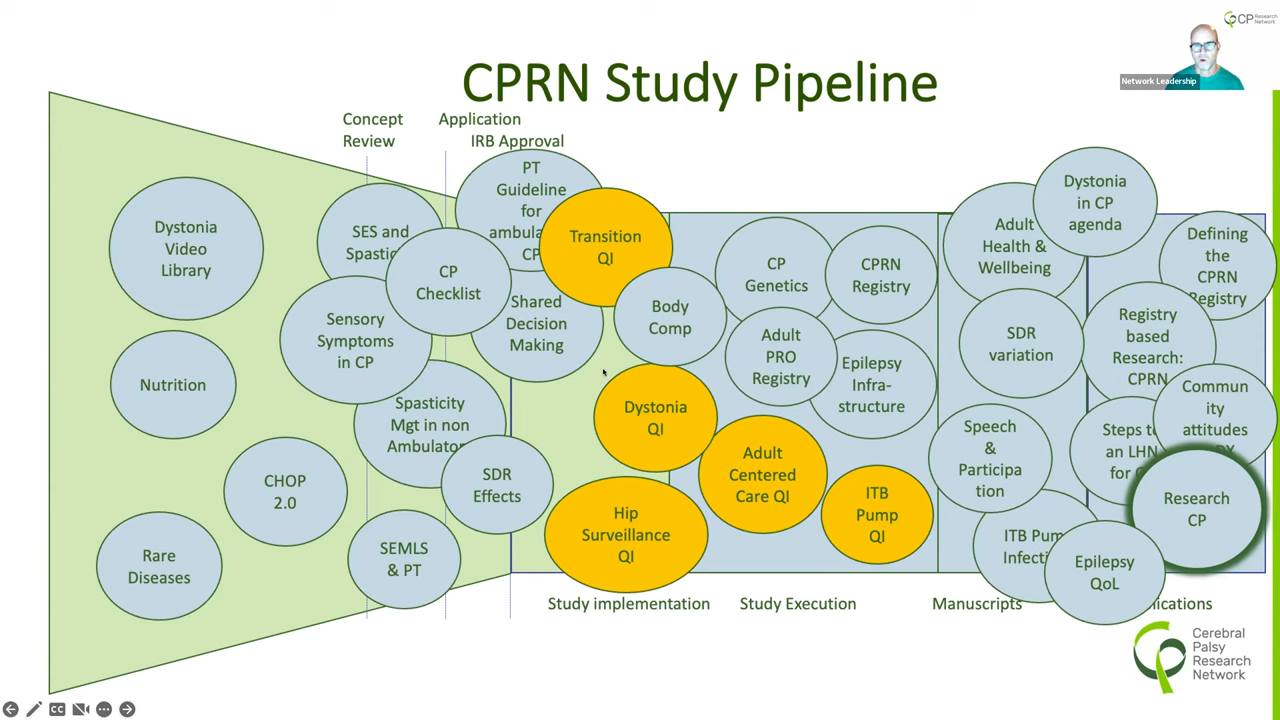 CP Research
Network
Network Leadership
CPRN Study Pipeline
Concept
Review
Application
IRB Approval
Dystonia
Video
Library
Nutrition
CHOP
2.0
Rare
Diseases
SES and
Sensory
Symptoms
in CP
CP
Checklist
Spasticity
Mgt in non
SEMLS
& PT
SDR
Effects
PT
Guideline
for
CP
Shared
Decision
Making
Transition
QI
Body
Comp
Dystonia
QI
Hip
Surveillance
QI
CP
Genetics
CPRN
Registry
Adult
PRO
Registry
Epilepsy
Infra-
structure
Adult
Centered
Care QI
ITB
Pump
QI
Adult
Health &
Wellbeing
Dystonia
in CP
agenda
SDR
variation
Speech
&
Participa
tion
ITB Pum
Epilepsy
QoL
Defining
the
CPRN
Registry
Registry
based
Research:
CPRN
Commun
ity
attitudes
Steps
an LHN
for
Research
CP
Study implementation
Study Execution
Manuscripts
Cerebral
Palsy
Research
Network
CC